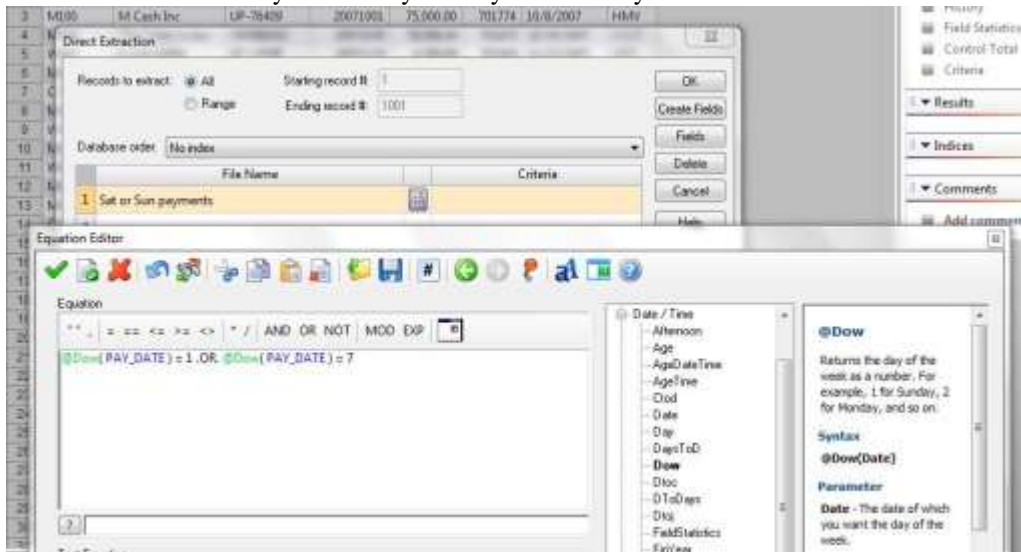 3 M100 M Cash Inc UP-76409 20071001 75,000.00 701774 10/8/2007 HMV
Field Statistics
Control Total
Criteria
Direct Extraction
Records to extract: All Starting record #: 1
Range Ending record #: 1001
OK
Create Fields
Results
Fields
Database order: No index
Indices
Delete
File Name Criteria
Cancel
Comments
1 Sat or Sun payments
Help
Add comment
Equation Editor
Equation
= == <= >= <> * / AND OR NOT MOD EXP
@Dow( PAY_DATE ) = 1 .OR. @Dow( PAY_DATE ) = 7
Date / Time
Afternoon
Age
AgeDateTime
AgeTime
Ctod
Date
Day
DaysToD
Dow
Dtoc
DToDays
Dtoj
FieldStatistics
@Dow
Returns the day of the
week as a number. For
example, 1 for Sunday, 2
for Monday, and so on.
Syntax
@Dow(Date)
Parameter
Date - The date of which
you want the day of the
week.